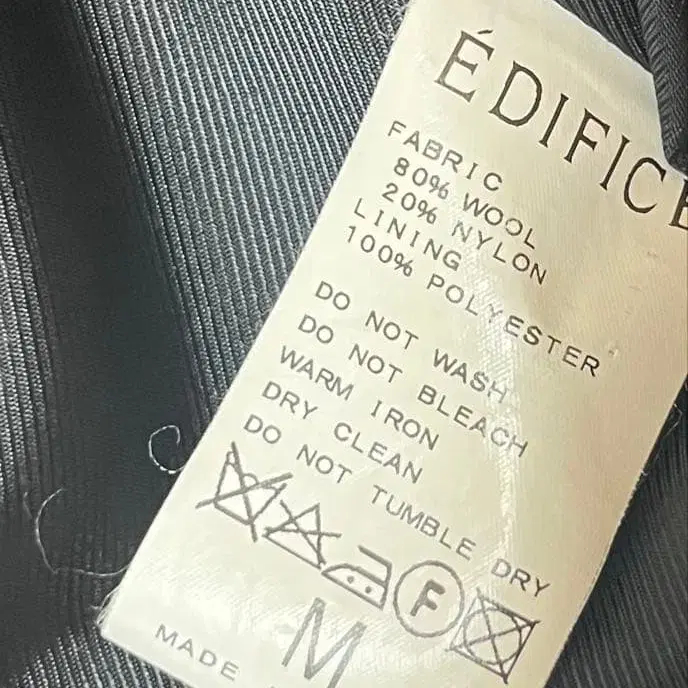 ÉDIFICE
FABRIC
80% WOOL
20% NYLON
LINING
100% POLYESTER
DO NOT WASH
DO NOT BLEACH
WARM IRON
DRY CLEAN
DO NOT TUMBLE DRY
F
M
MADE